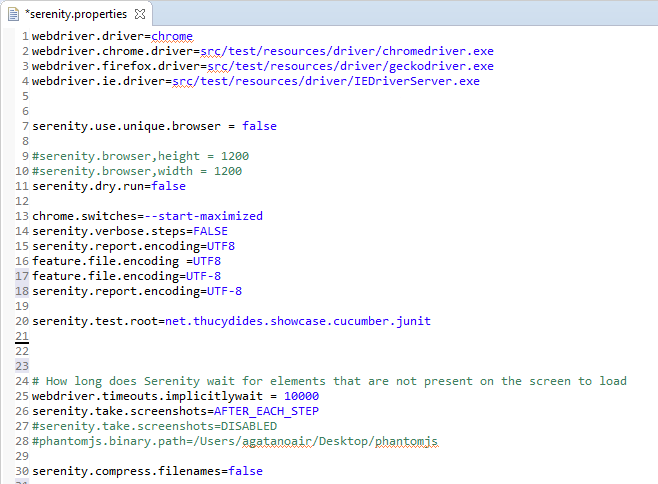 *serenity.properties
1 webdriver.driver=chrome
2 webdriver.chrome.driver=src/test/resources/driver/chromedriver.exe
3 webdriver.firefox.driver=src/test/resources/driver/geckodriver.exe
4 webdriver.ie.driver=src/test/resources/driver/IEDriverServer.exe
5
6
7 serenity.use.unique.browser = false
8
9 #serenity.browser,height = 1200
10 #serenity.browser,width = 1200
11 serenity.dry.run=false
12
13 chrome.switches=--start-maximized
14 serenity.verbose.steps=FALSE
15 serenity.report.encoding=UTF8
16 feature.file.encoding =UTF8
17 feature.file.encoding=UTF-8
18 serenity.report.encoding=UTF-8
19
20 serenity.test.root=net.thucydides.showcase.cucumber.junit
21
22
23
24 # How long does Serenity wait for elements that are not present on the screen to load
25 webdriver.timeouts.implicitlywait = 10000
26 serenity.take.screenshots=AFTER_EACH_STEP
27 #serenity.take.screenshots=DISABLED
28 #phantomjs.binary.path=/Users/agatanoair/Desktop/phantomjs
29
30 serenity.compress.filenames=false